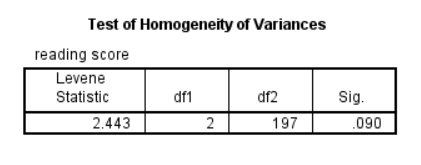 Test of Homogeneity of Variances
reading score
Levene
Statistic df1 df2 Sig.
2.443 2 197 .090